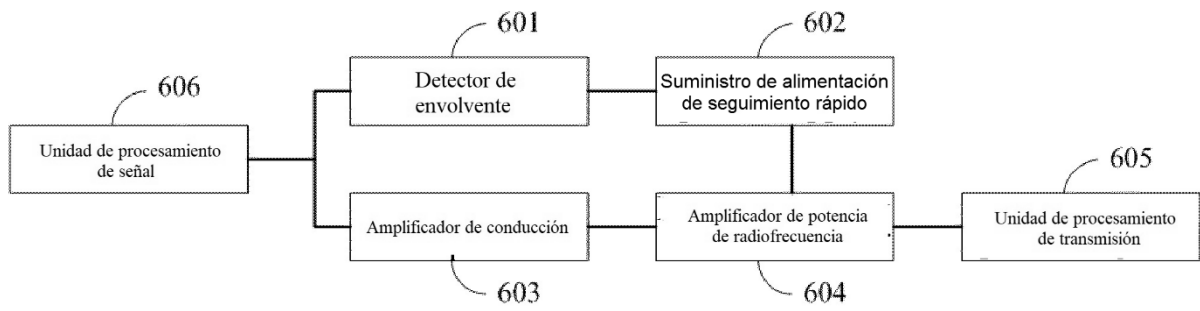 601
602
Detector de
envolvente
Suministro de alimentación
de seguimiento rápido
606
Unidad de procesamiento
de señal
605
Amplificador de conducción
Amplificador de potencia
de radiofrecuencia
Unidad de procesamiento
de transmisión
603
604